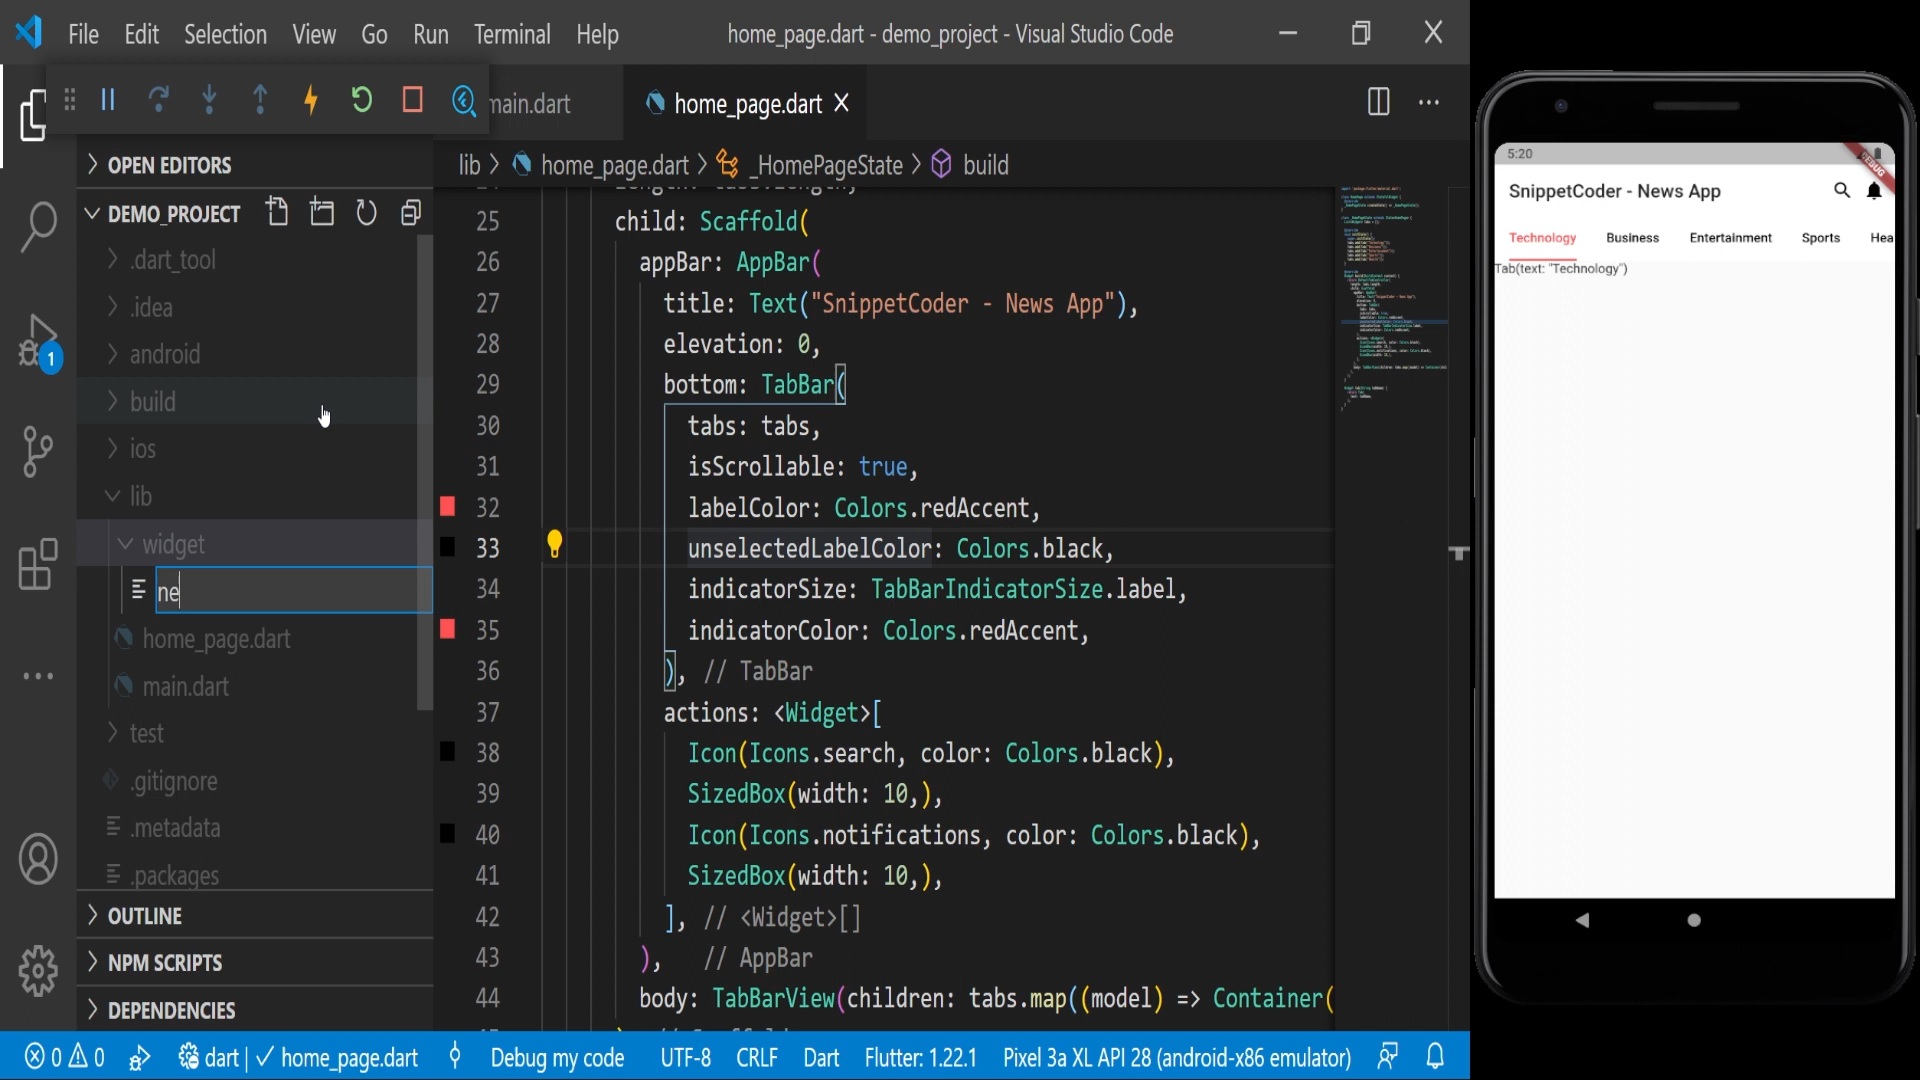 File Edit Selection View Go Run Terminal Help
home_page.dart - demo_project - Visual Studio Code
main.dart
home_page.dart
OPEN EDITORS
lib > home_page.dart > _HomePageState > build
DEMO_PROJECT
.dart_tool
.idea
android
build
ios
lib
widget
ne
home_page.dart
main.dart
test
.gitignore
.metadata
.packages
OUTLINE
NPM SCRIPTS
DEPENDENCIES
1
25 child: Scaffold(
26 appBar: AppBar(
27 title: Text("SnippetCoder - News App"),
28 elevation: 0,
29 bottom: TabBar(
30 tabs: tabs,
31 isScrollable: true,
32 labelColor: Colors.redAccent,
33 unselectedLabelColor: Colors.black,
34 indicatorSize: TabBarIndicatorSize.label,
35 indicatorColor: Colors.redAccent,
36 ), // TabBar
37 actions: <Widget>[
38 Icon(Icons.search, color: Colors.black),
39 SizedBox(width: 10,),
40 Icon(Icons.notifications, color: Colors.black),
41 SizedBox(width: 10,),
42 ], // <Widget>[]
43 ), // AppBar
44 body: TabBarView(children: tabs.map((model) => Container(
0 0 dart | ✓ home_page.dart Debug my code UTF-8 CRLF Dart Flutter: 1.22.1 Pixel 3a XL API 28 (android-x86 emulator)
5:20
DEBUG
SnippetCoder - News App
Technology Business Entertainment Sports Hea
Tab(text: "Technology")